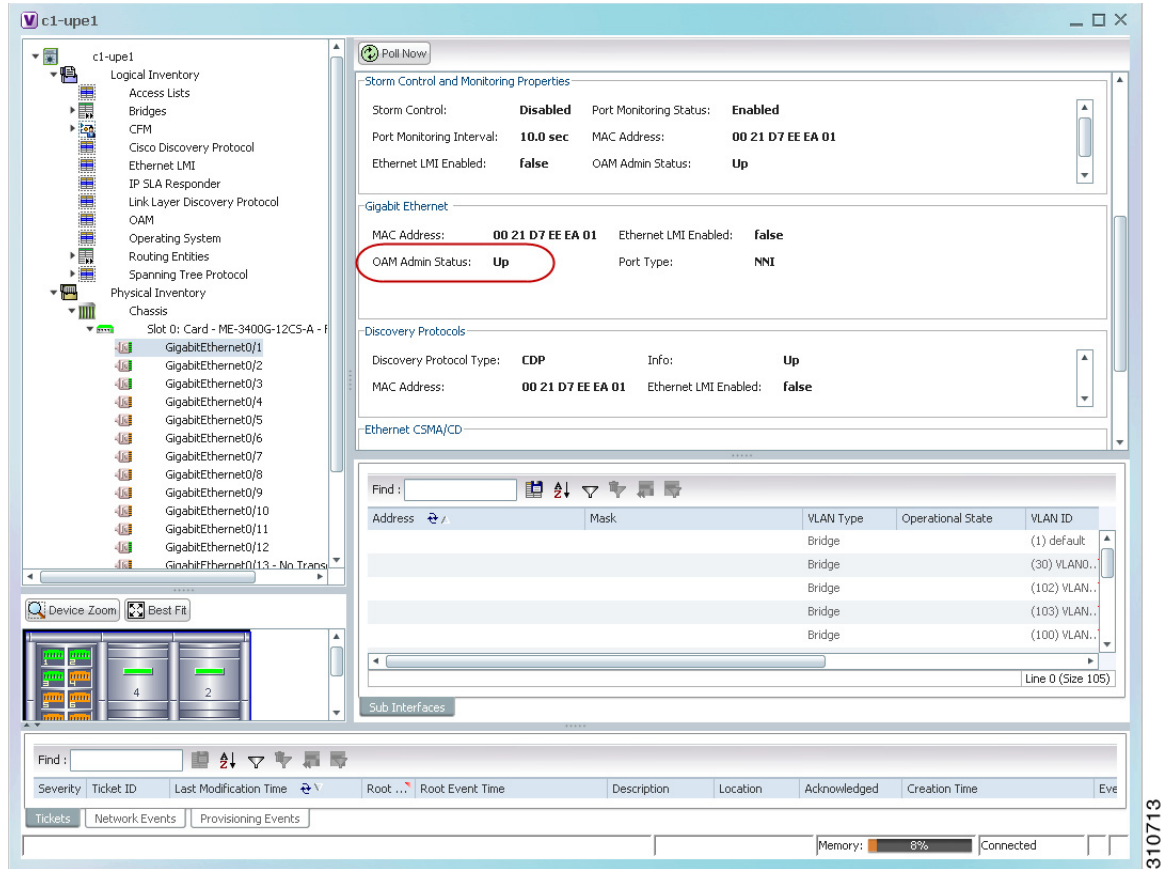 V c1-upe1
c1-upe1
Logical Inventory
Access Lists
Bridges
CFM
Cisco Discovery Protocol
Ethernet LMI
IP SLA Responder
Link Layer Discovery Protocol
OAM
Operating System
Routing Entities
Spanning Tree Protocol
Physical Inventory
Chassis
Slot 0: Card - ME-3400G-12CS-A - F
GigabitEthernet0/1
GigabitEthernet0/2
GigabitEthernet0/3
GigabitEthernet0/4
GigabitEthernet0/5
GigabitEthernet0/6
GigabitEthernet0/7
GigabitEthernet0/8
GigabitEthernet0/9
GigabitEthernet0/10
GigabitEthernet0/11
GigabitEthernet0/12
GigabitEthernet0/13 - No Trans
Device Zoom Best Fit
1 2
3 4
5 6
4 2
Poll Now
Storm Control and Monitoring Properties
Storm Control: Disabled Port Monitoring Status: Enabled
Port Monitoring Interval: 10.0 sec MAC Address: 00 21 D7 EE EA 01
Ethernet LMI Enabled: false OAM Admin Status: Up
Gigabit Ethernet
MAC Address: 00 21 D7 EE EA 01 Ethernet LMI Enabled: false
OAM Admin Status: Up Port Type: NNI
Discovery Protocols
Discovery Protocol Type: CDP Info: Up
MAC Address: 00 21 D7 EE EA 01 Ethernet LMI Enabled: false
Ethernet CSMA/CD
Find :
Address Mask VLAN Type Operational State VLAN ID
Bridge (1) default
Bridge (30) VLAN0..
Bridge (102) VLAN..
Bridge (103) VLAN..
Bridge (100) VLAN..
Line 0 (Size 105)
Sub Interfaces
Find :
Severity Ticket ID Last Modification Time Root ... Root Event Time Description Location Acknowledged Creation Time Eve
Tickets Network Events Provisioning Events
Memory: 8% Connected
310713